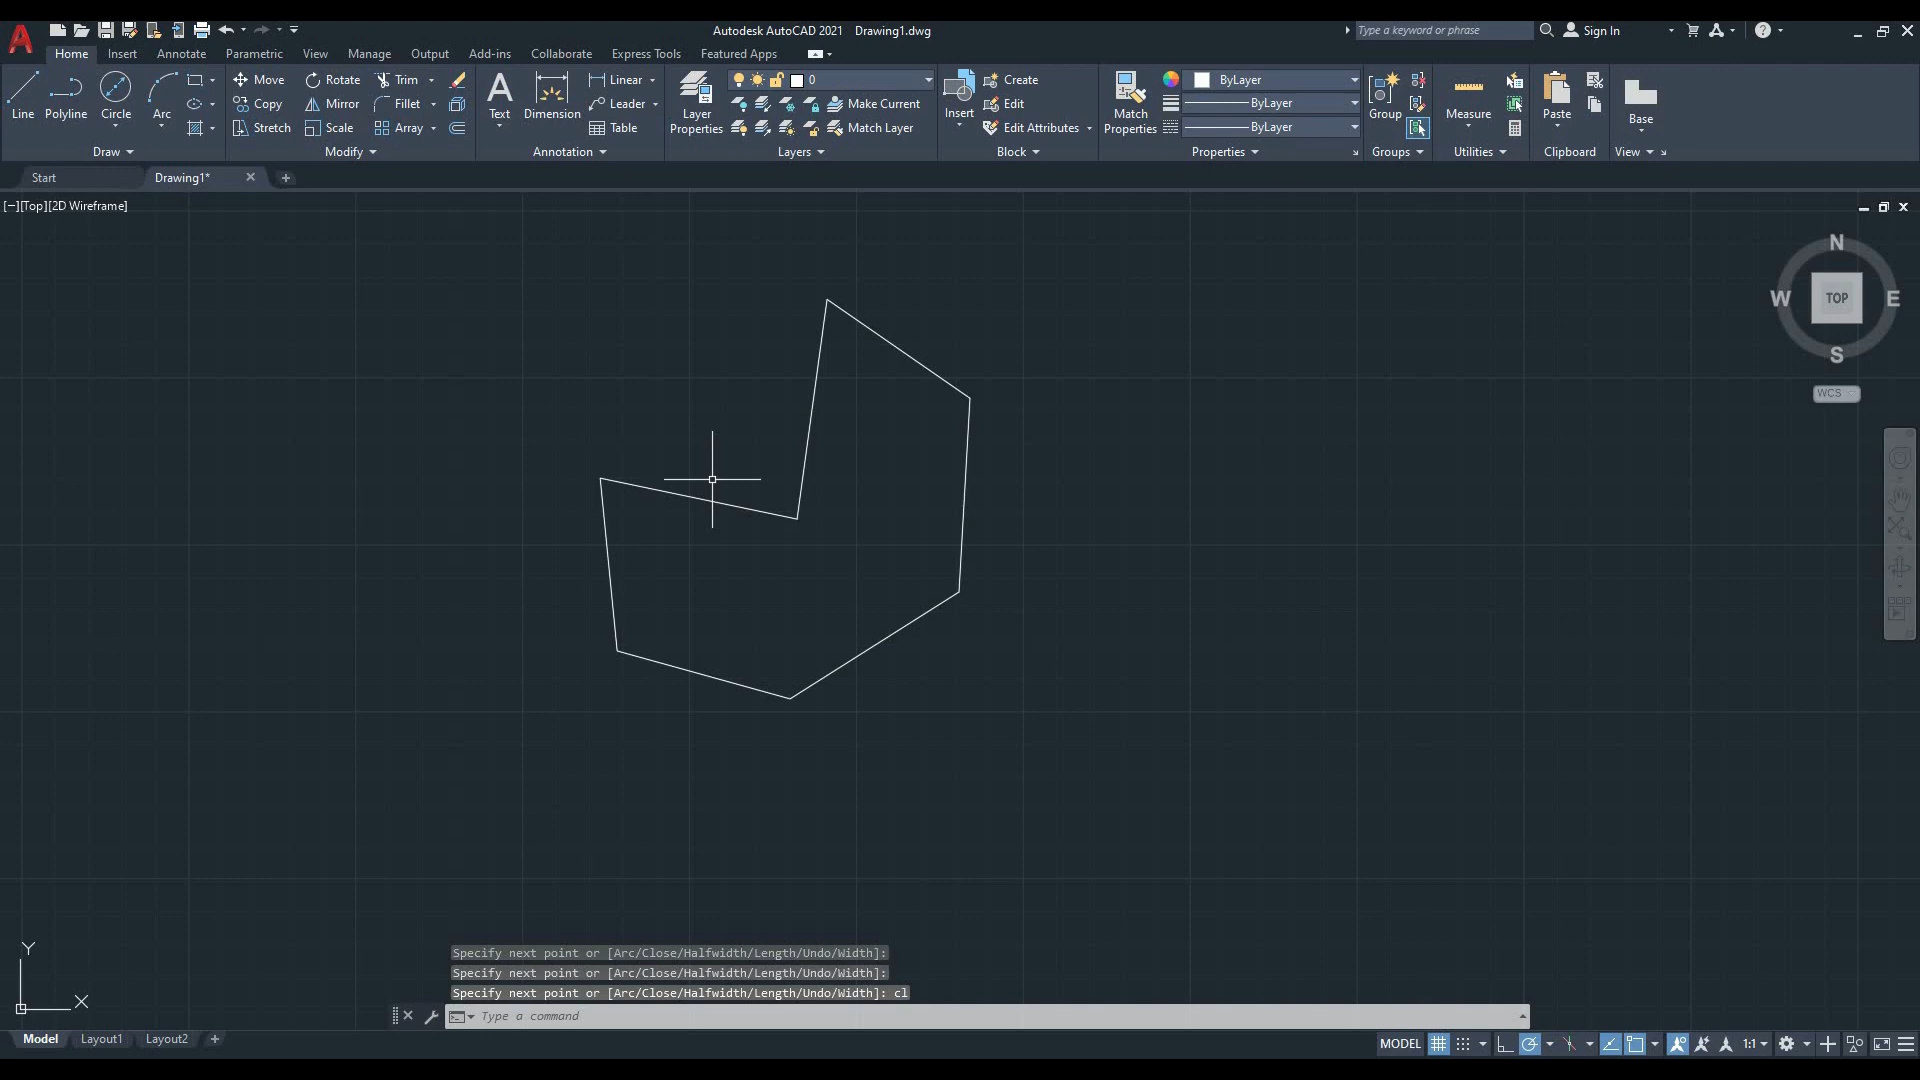 Autodesk AutoCAD 2021 Drawing1.dwg
Type a keyword or phrase
Sign In
Home Insert Annotate Parametric View Manage Output Add-ins Collaborate Express Tools Featured Apps
Line Polyline Circle Arc
Draw
Move Rotate Trim
Copy Mirror Fillet
Stretch Scale Array
Modify
Text Dimension
Linear
Leader
Table
Annotation
Layer Properties
0
Make Current
Match Layer
Layers
Insert
Create
Edit
Edit Attributes
Block
Match Properties
ByLayer
ByLayer
ByLayer
Properties
Group
Groups
Measure
Utilities
Paste
Clipboard
Base
View
Start Drawing1*
[−][Top][2D Wireframe]
N
W TOP E
S
WCS
Y
X
Specify next point or [Arc/Close/Halfwidth/Length/Undo/Width]:
Specify next point or [Arc/Close/Halfwidth/Length/Undo/Width]:
Specify next point or [Arc/Close/Halfwidth/Length/Undo/Width]: cl
Type a command
Model Layout1 Layout2
MODEL 1:1